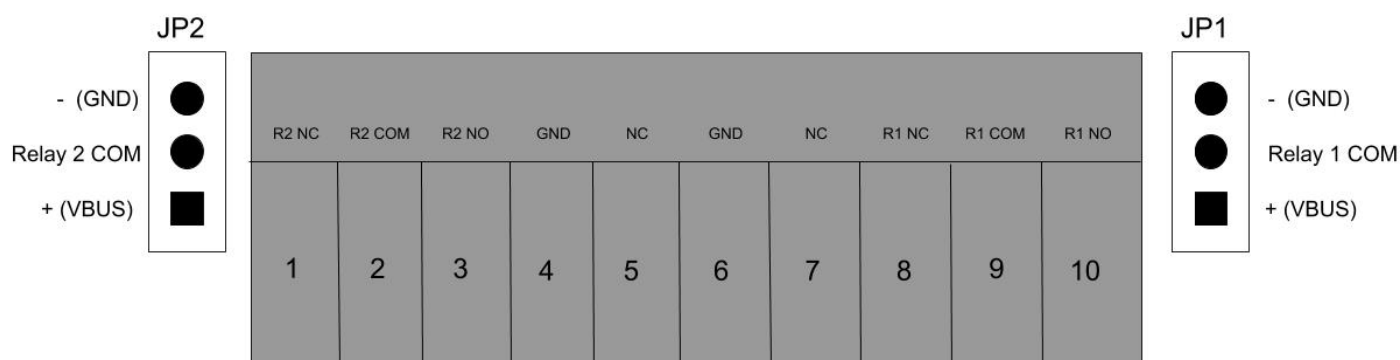 JP2
JP1
- (GND)
Relay 2 COM
+ (VBUS)
R2 NC R2 COM R2 NO GND NC GND NC R1 NC R1 COM R1 NO
1 2 3 4 5 6 7 8 9 10
- (GND)
Relay 1 COM
+ (VBUS)